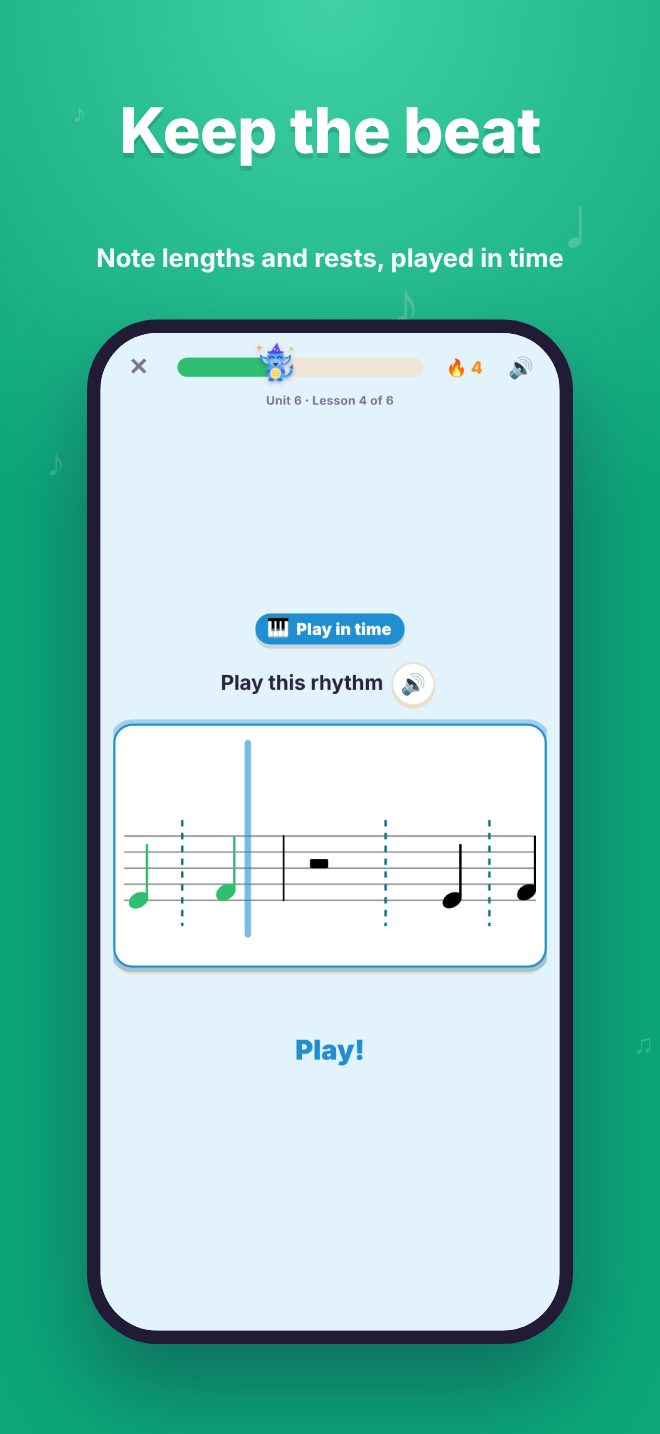 Keep the beat
Note lengths and rests, played in time
4
Unit 6 · Lesson 4 of 6
Play in time
Play this rhythm
Play!